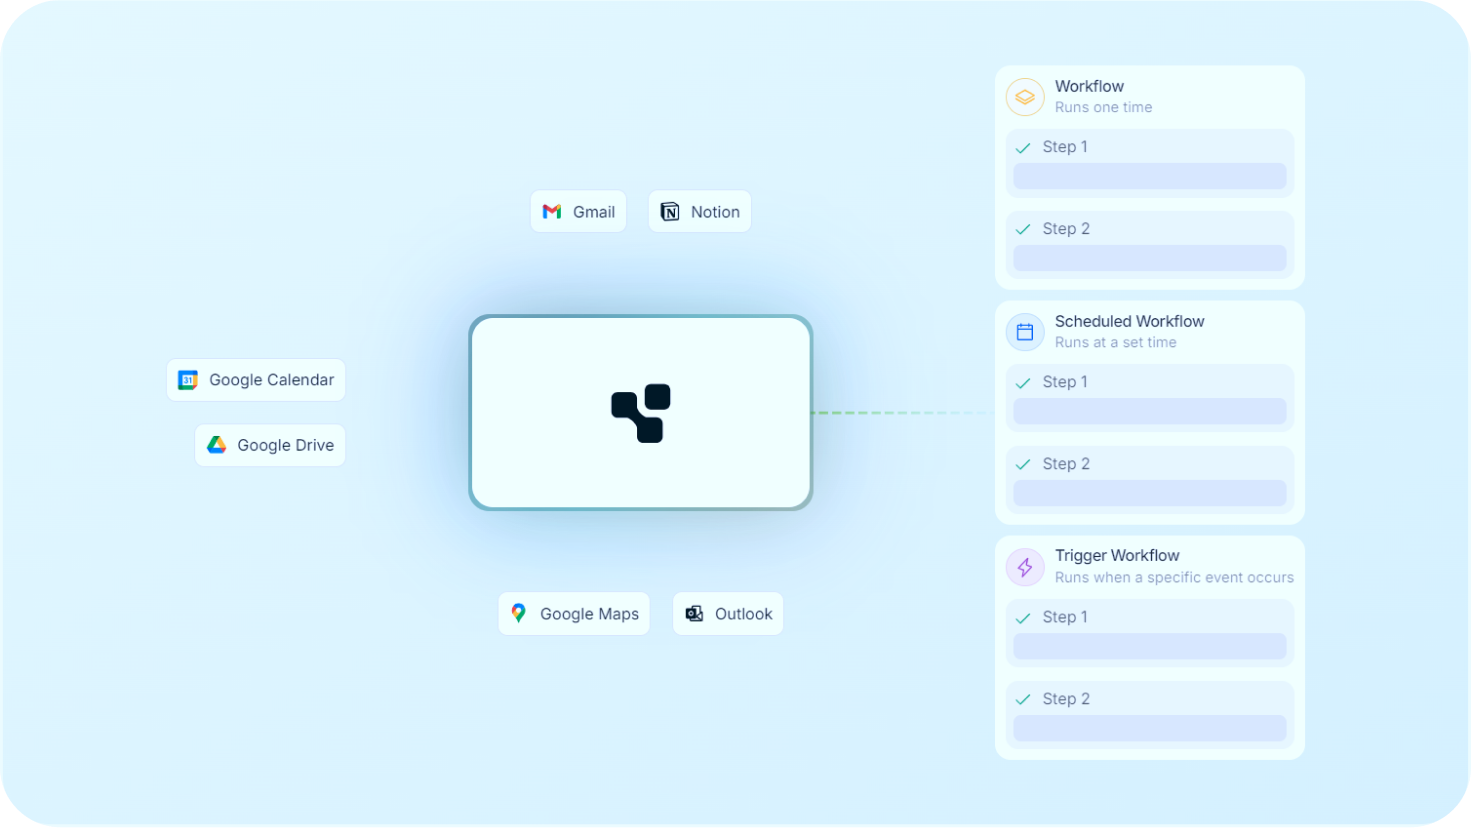 Gmail
Notion
Google Calendar
31
Google Drive
Google Maps
Outlook
Workflow
Runs one time
Step 1
Step 2
Scheduled Workflow
Runs at a set time
Step 1
Step 2
Trigger Workflow
Runs when a specific event occurs
Step 1
Step 2